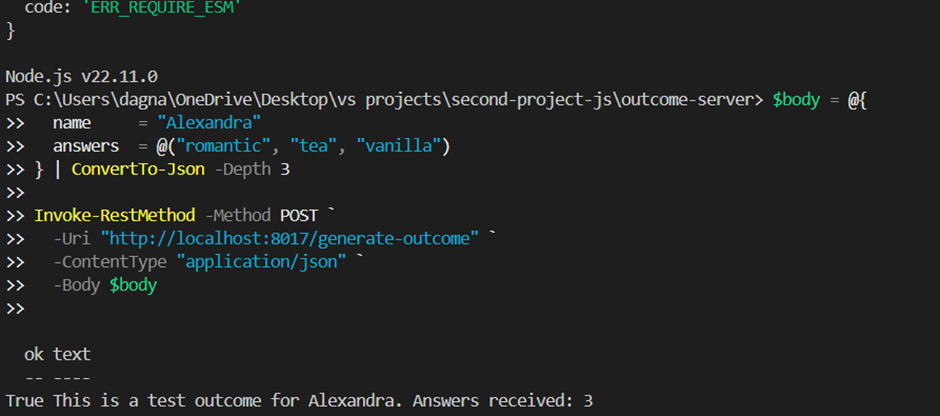 code: 'ERR_REQUIRE_ESM'
}
Node.js v22.11.0
PS C:\Users\dagna\OneDrive\Desktop\vs projects\second-project-js\outcome-server> $body = @{
>>   name     = "Alexandra"
>>   answers  = @("romantic", "tea", "vanilla")
>> } | ConvertTo-Json -Depth 3
>>
>> Invoke-RestMethod -Method POST `
>>   -Uri "http://localhost:8017/generate-outcome" `
>>   -ContentType "application/json" `
>>   -Body $body
>>
  ok text
  -- ----
True This is a test outcome for Alexandra. Answers received: 3